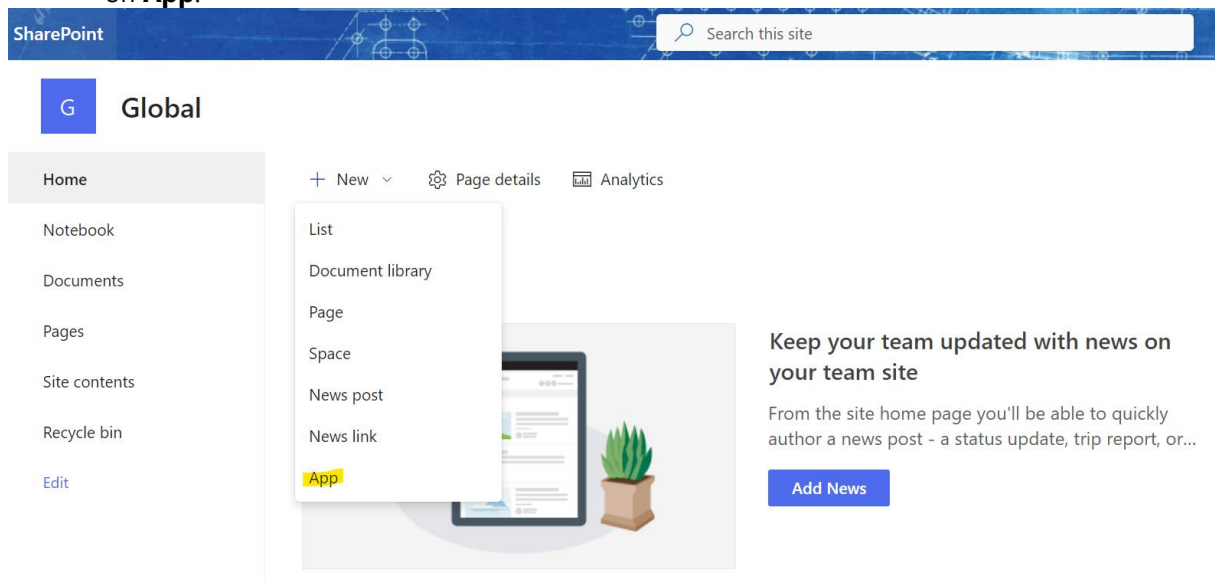 on App.
SharePoint
Search this site
G
Global
Home
+ New
Page details
Analytics
Notebook
List
Documents
Document library
Pages
Page
Site contents
Space
Recycle bin
News post
Edit
News link
App
Keep your team updated with news on
your team site
From the site home page you'll be able to quickly
author a news post - a status update, trip report, or...
Add News